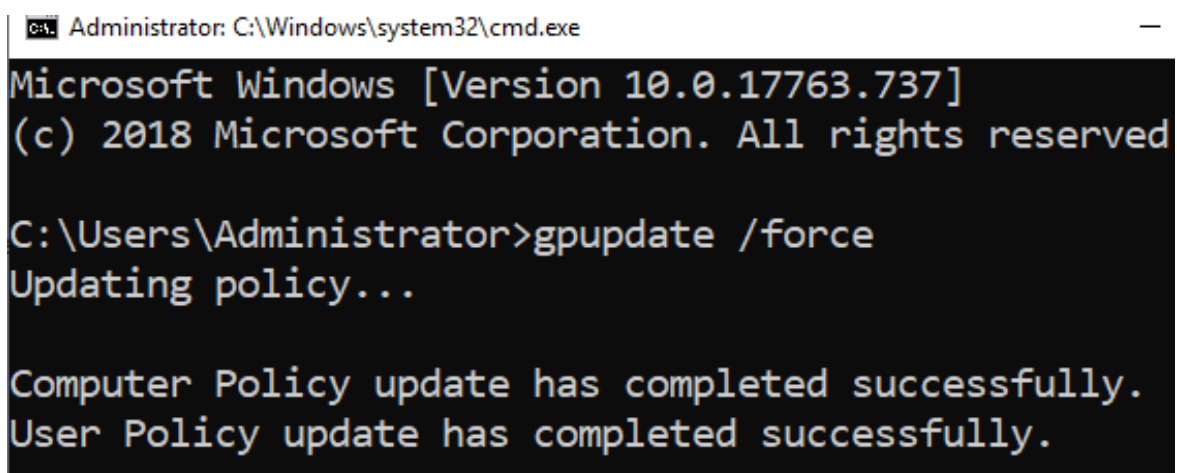 Administrator: C:\Windows\system32\cmd.exe
Microsoft Windows [Version 10.0.17763.737]
(c) 2018 Microsoft Corporation. All rights reserved
C:\Users\Administrator>gpupdate /force
Updating policy...
Computer Policy update has completed successfully.
User Policy update has completed successfully.